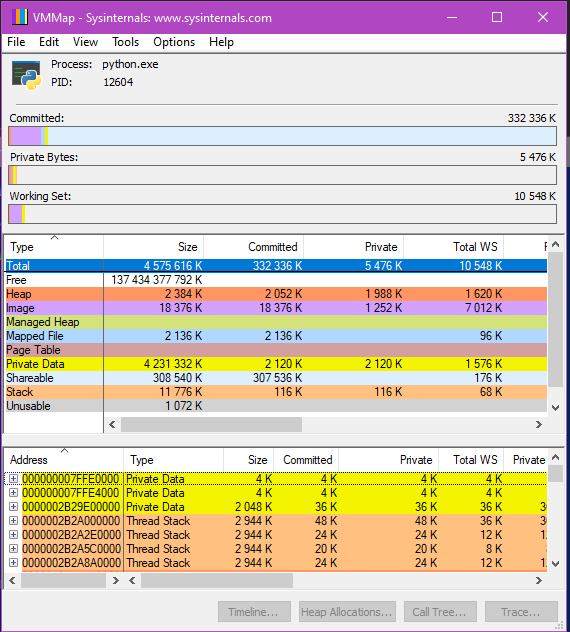 VMMap - Sysinternals: www.sysinternals.com
File Edit View Tools Options Help
Process: python.exe
PID: 12604
Committed: 332 336 K
Private Bytes: 5 476 K
Working Set: 10 548 K
Type Size Committed Private Total WS
Total 4 575 616 K 332 336 K 5 476 K 10 548 K
Free 137 434 377 792 K
Heap 2 384 K 2 052 K 1 988 K 1 620 K
Image 18 376 K 18 376 K 1 252 K 7 012 K
Managed Heap
Mapped File 2 136 K 2 136 K 96 K
Page Table
Private Data 4 231 332 K 2 120 K 2 120 K 1 576 K
Shareable 308 540 K 307 536 K 176 K
Stack 11 776 K 116 K 116 K 68 K
Unusable 1 072 K
Address Type Size Committed Private Total WS Private
000000007FFE0000 Private Data 4 K 4 K 4 K 4 K
000000007FFE4000 Private Data 4 K 4 K 4 K 4 K
0000002B29E00000 Private Data 2 048 K 36 K 36 K 36 K 36
0000002B2A000000 Thread Stack 2 944 K 48 K 48 K 36 K 36
0000002B2A2E0000 Thread Stack 2 944 K 24 K 24 K 12 K 12
0000002B2A5C0000 Thread Stack 2 944 K 20 K 20 K 8 K 8
0000002B2A8A0000 Thread Stack 2 944 K 24 K 24 K 12 K 12
Timeline... Heap Allocations... Call Tree... Trace...